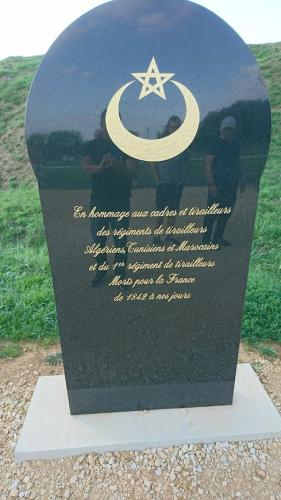 En hommage aux cadres et tirailleurs
des régiments de tirailleurs
Algériens, Tunisiens et Marocains
et du 1er régiment de tirailleurs
Morts pour la France
de 1842 à nos jours